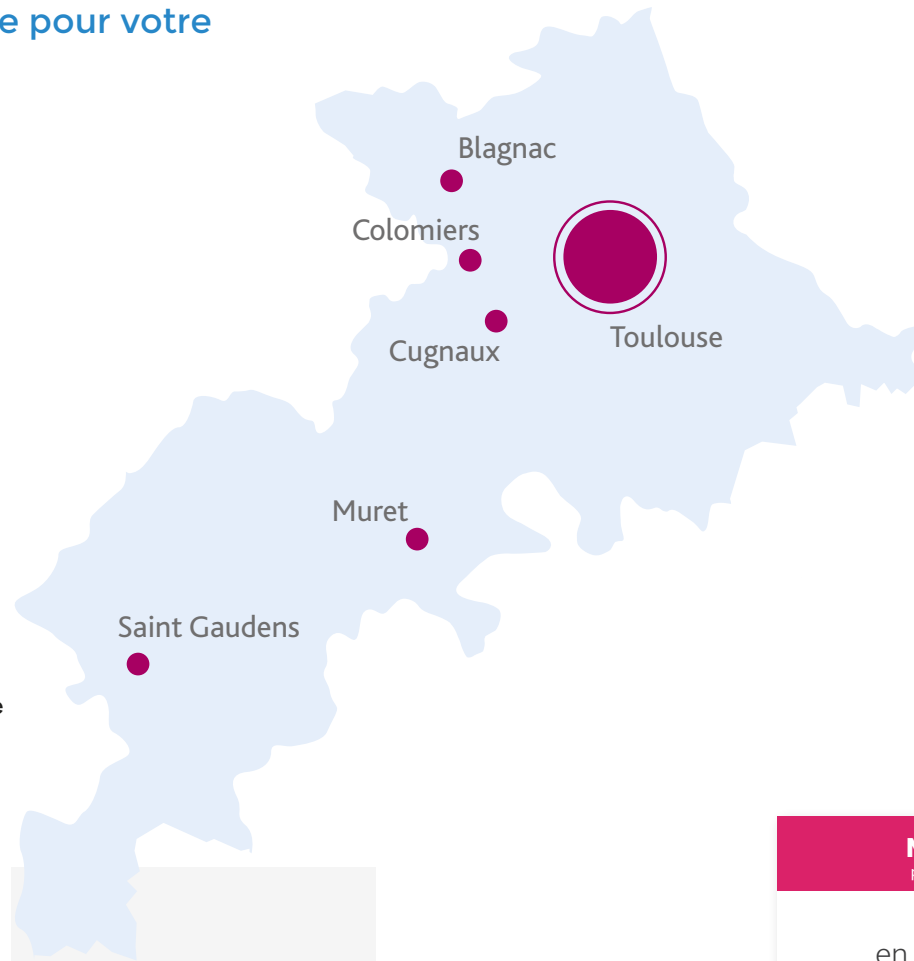 e pour votre
Blagnac
Colomiers
Toulouse
Cugnaux
Muret
Saint Gaudens
en